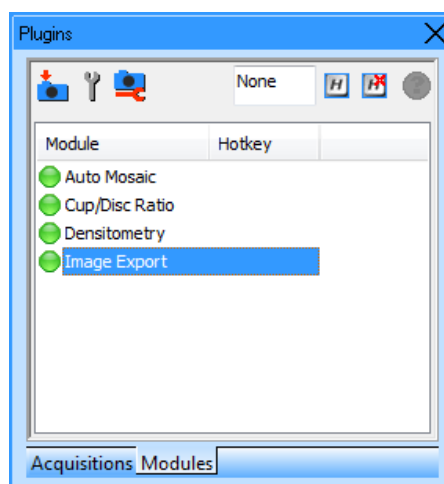 Plugins
None
H
H
?
Module Hotkey
Auto Mosaic
Cup/Disc Ratio
Densitometry
Image Export
Acquisitions Modules